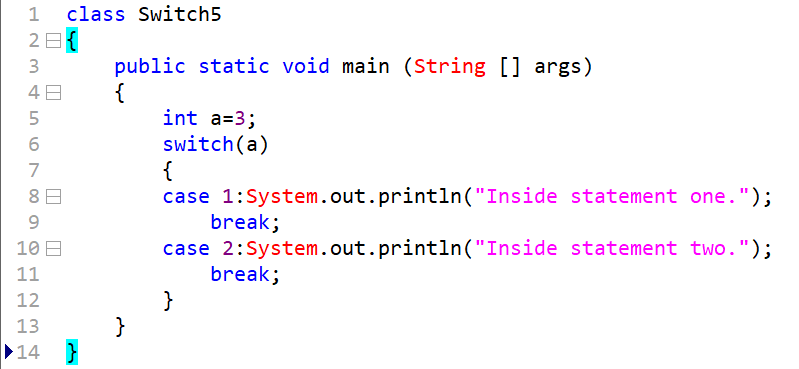 1 class Switch5
2 {
3 public static void main (String [] args)
4 {
5 int a=3;
6 switch(a)
7 {
8 case 1:System.out.println("Inside statement one.");
9 break;
10 case 2:System.out.println("Inside statement two.");
11 break;
12 }
13 }
14 }